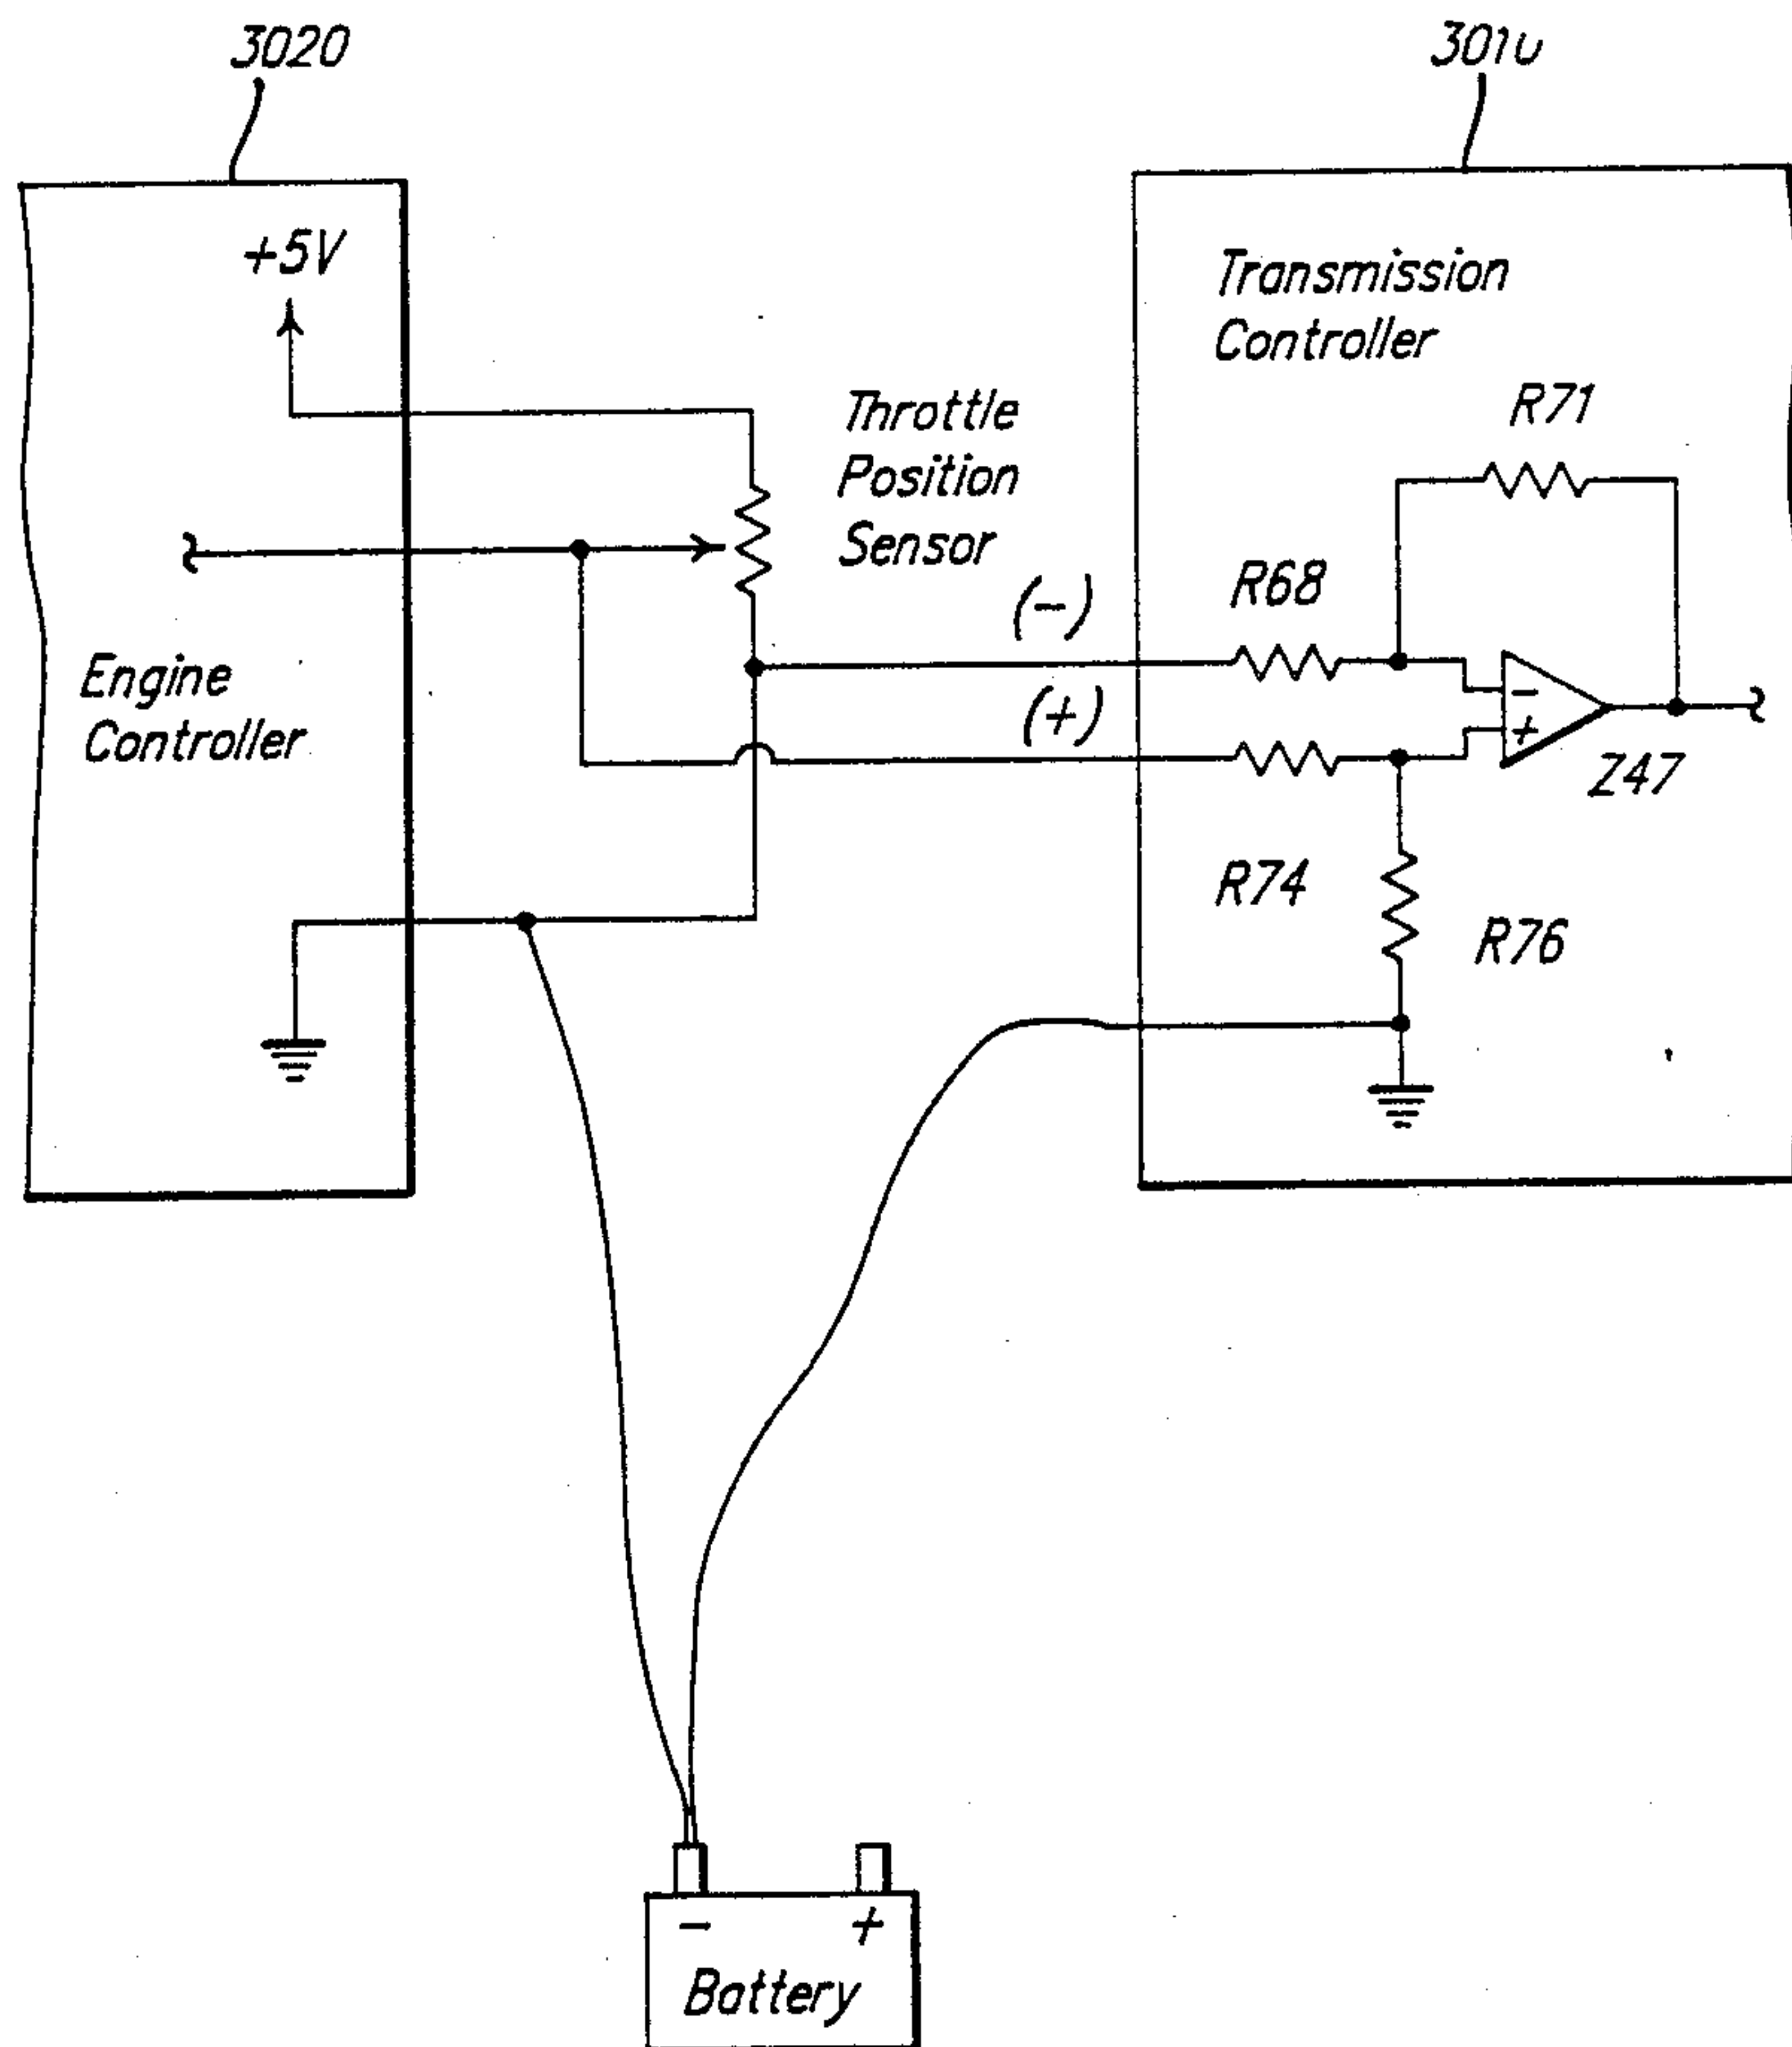 3020
3010
+5V
Transmission
Controller
R71
Throttle
Position
Sensor
(-)
R68
Engine
Controller
(+)
-
+
Z47
R74
R76
- +
Battery